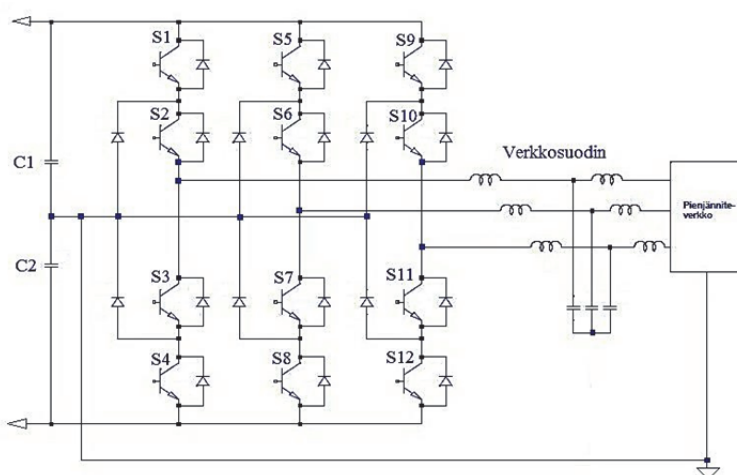 S1
S5
S9
S2
S6
S10
C1
Verkkosuodin
Pienjännite-
verkko
C2
S3
S7
S11
S4
S8
S12